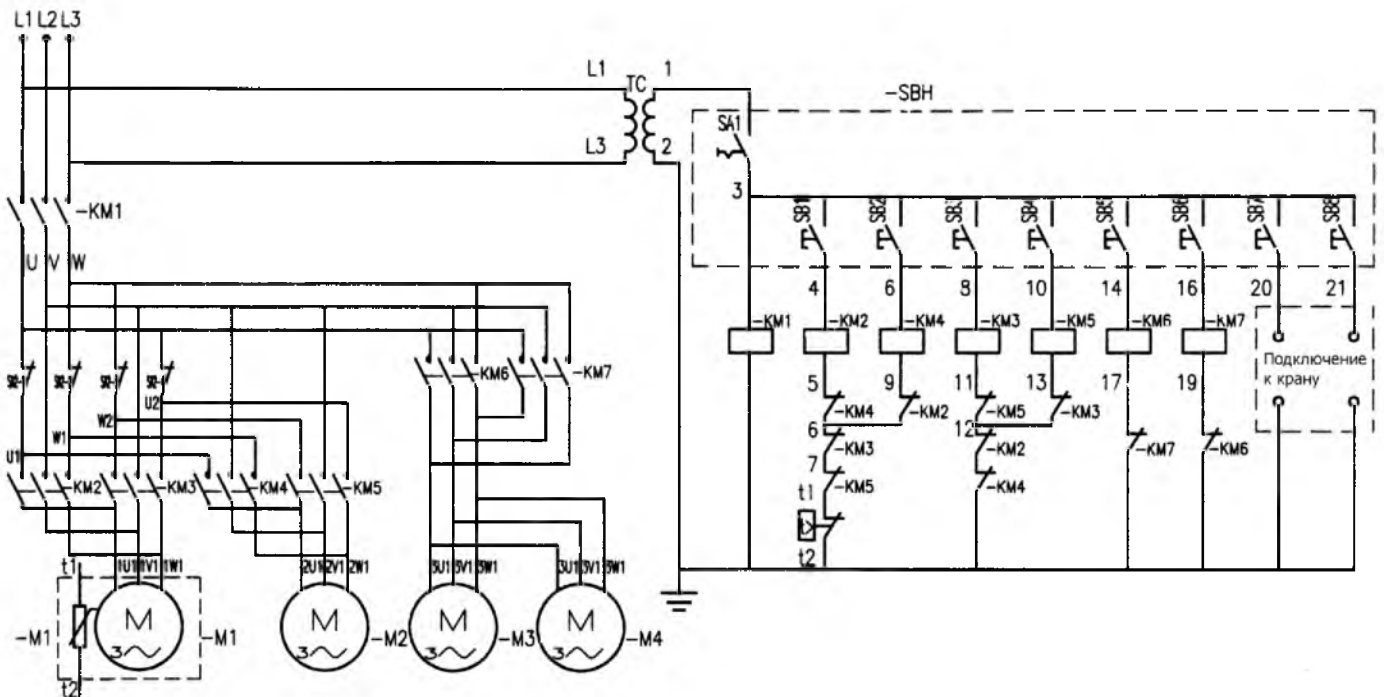 L1 L2 L3
L1 TC 1
-SBH
SA1
L3 2
3
-KM1
SB1 SB2 SB3 SB4 SB5 SB6 SB7 SB8
U V W
4 6 8 10 14 16 20 21
-KM1 -KM2 -KM4 -KM3 -KM5 -KM6 -KM7
Подключение
к крану
-KM6 -KM7
5 9 11 13 17 19
U2
W2
-KM4 -KM2 -KM5 -KM3
W1
6 12
U1
-KM3 -KM2 -KM7 -KM6
7
-KM2 -KM3 -KM4 -KM5
-KM5 -KM4
t1
t2
t1 1U1 1V1 1W1 2U1 2V1 2W1 3U1 3V1 3W1 3U1 3V1 3W1
M M M M
-M1 3 -M1 3 -M2 3 -M3 3 -M4
t2